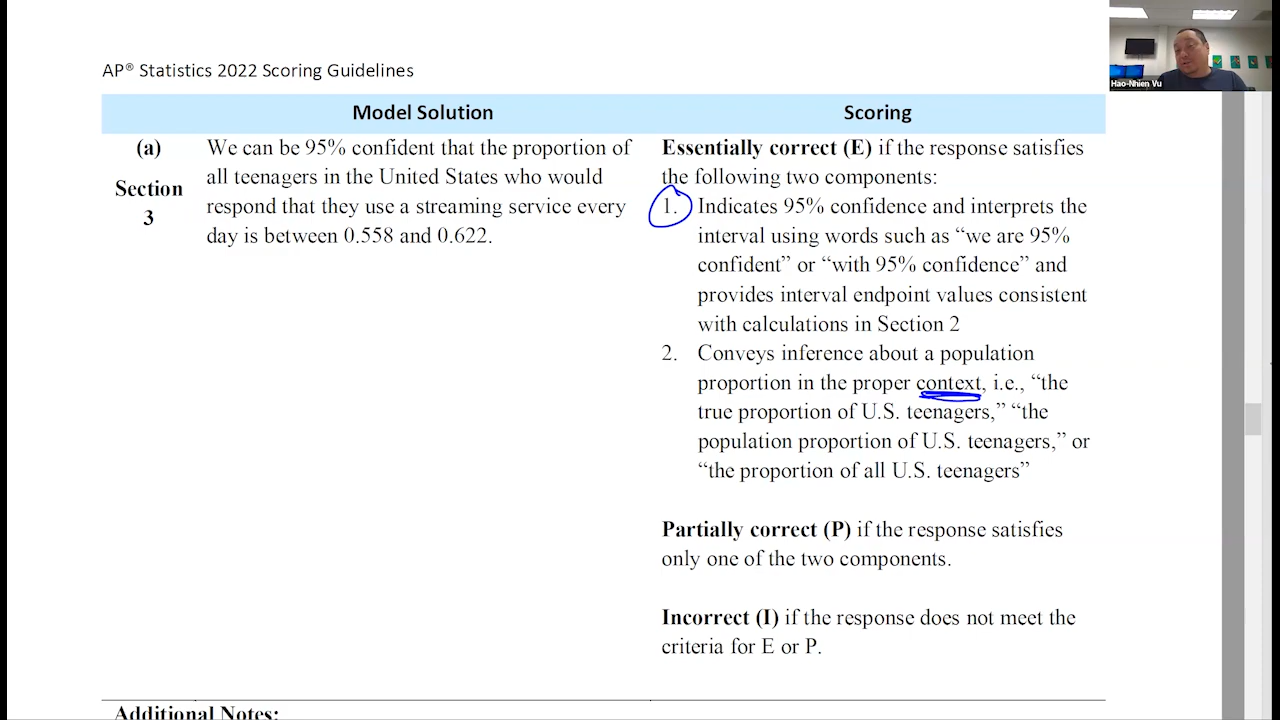 Hao-Nhien Vu
AP® Statistics 2022 Scoring Guidelines
Model Solution
Scoring
(a)
Section
3
We can be 95% confident that the proportion of
all teenagers in the United States who would
respond that they use a streaming service every
day is between 0.558 and 0.622.
Essentially correct (E) if the response satisfies
the following two components:
1. Indicates 95% confidence and interprets the
interval using words such as “we are 95%
confident” or “with 95% confidence” and
provides interval endpoint values consistent
with calculations in Section 2
2. Conveys inference about a population
proportion in the proper context, i.e., “the
true proportion of U.S. teenagers,” “the
population proportion of U.S. teenagers,” or
“the proportion of all U.S. teenagers”
Partially correct (P) if the response satisfies
only one of the two components.
Incorrect (I) if the response does not meet the
criteria for E or P.
Additional Notes: